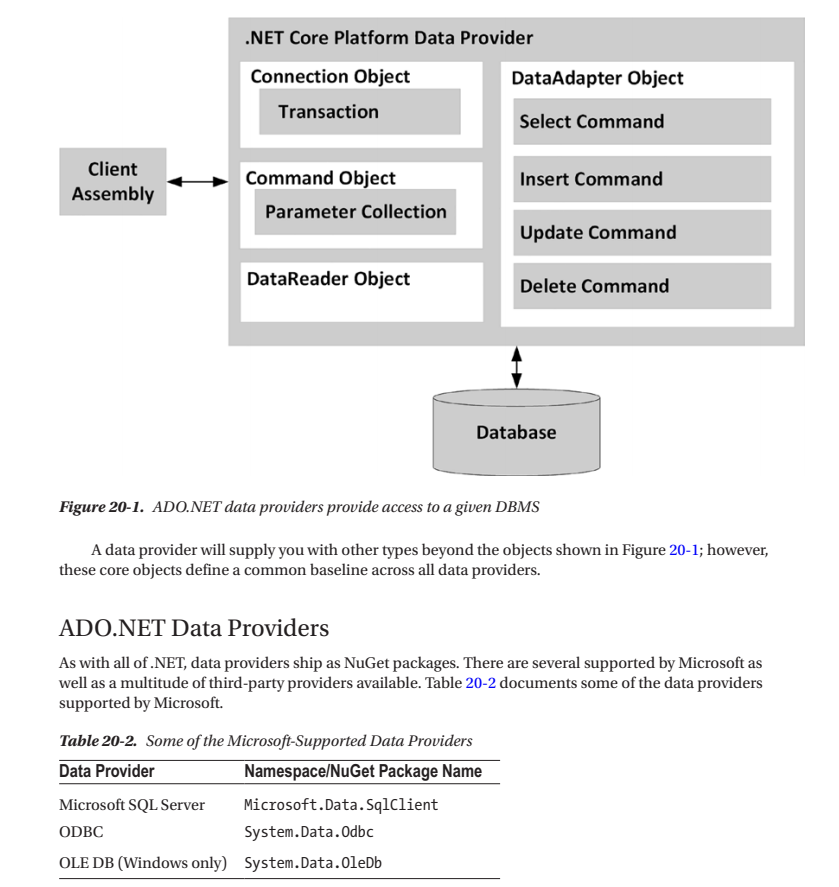 .NET Core Platform Data Provider
Connection Object
Transaction
Command Object
Parameter Collection
DataReader Object
DataAdapter Object
Select Command
Insert Command
Update Command
Delete Command
Client
Assembly
Database
Figure 20-1. ADO.NET data providers provide access to a given DBMS
A data provider will supply you with other types beyond the objects shown in Figure 20-1; however,
these core objects define a common baseline across all data providers.
ADO.NET Data Providers
As with all of .NET, data providers ship as NuGet packages. There are several supported by Microsoft as
well as a multitude of third-party providers available. Table 20-2 documents some of the data providers
supported by Microsoft.
Table 20-2. Some of the Microsoft-Supported Data Providers
Data Provider Namespace/NuGet Package Name
Microsoft SQL Server Microsoft.Data.SqlClient
ODBC System.Data.Odbc
OLE DB (Windows only) System.Data.OleDb